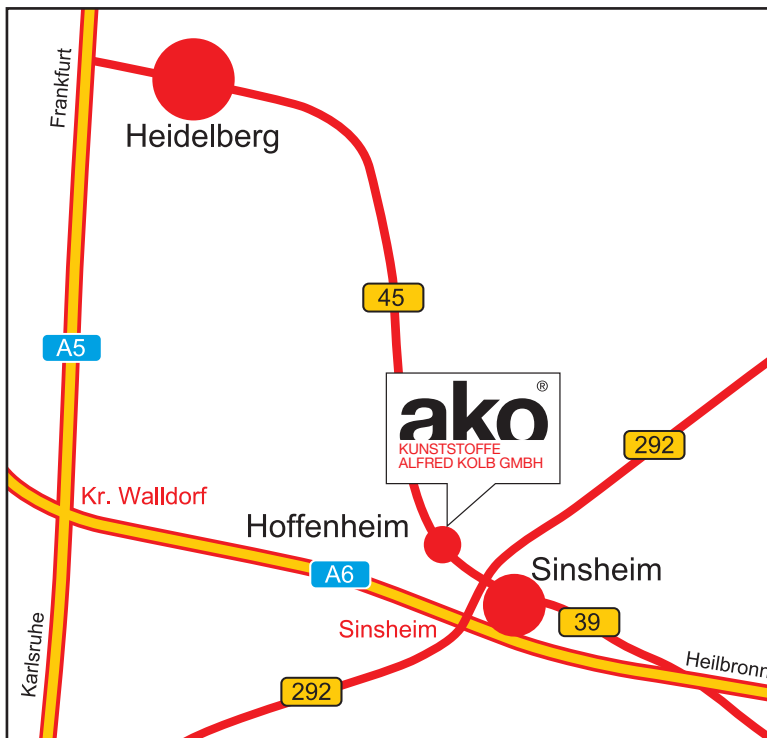 Frankfurt
Heidelberg
45
A5
ako®
KUNSTSTOFFE
ALFRED KOLB GMBH
292
Kr. Walldorf
Hoffenheim
A6
Sinsheim
Sinsheim
39
Karlsruhe
Heilbronn
292